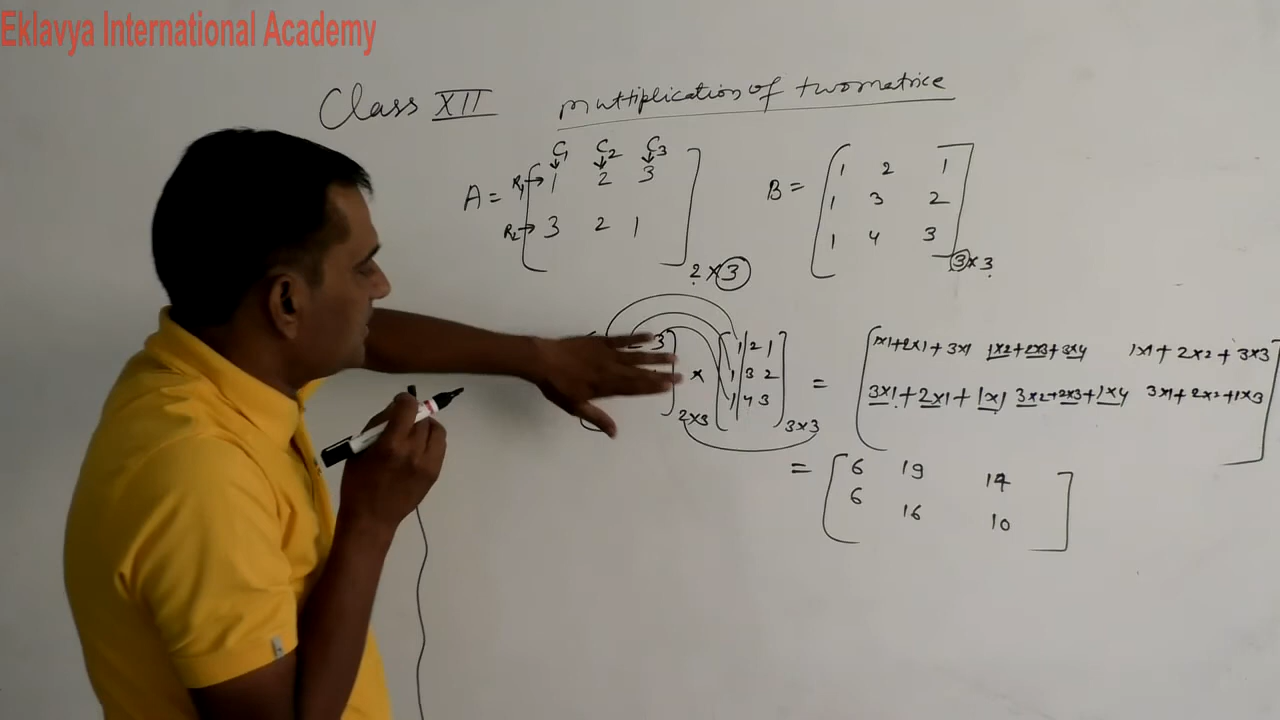 Eklavya International Academy
Class XII multiplication of two matrice
C1 C2 C3
A = R1→ 1 2 3 B = 1 2 1
R2→ 3 2 1 1 3 2
1 4 3
2×3 3×3
3 × 1 2 1 = 1×1+2×1+3×1 1×2+2×3+3×4 1×1+2×2+3×3
1 3 2 3×1+2×1+1×1 3×2+2×3+1×4 3×1+2×2+1×3
1 4 3
2×3 3×3
= 6 19 14
6 16 10